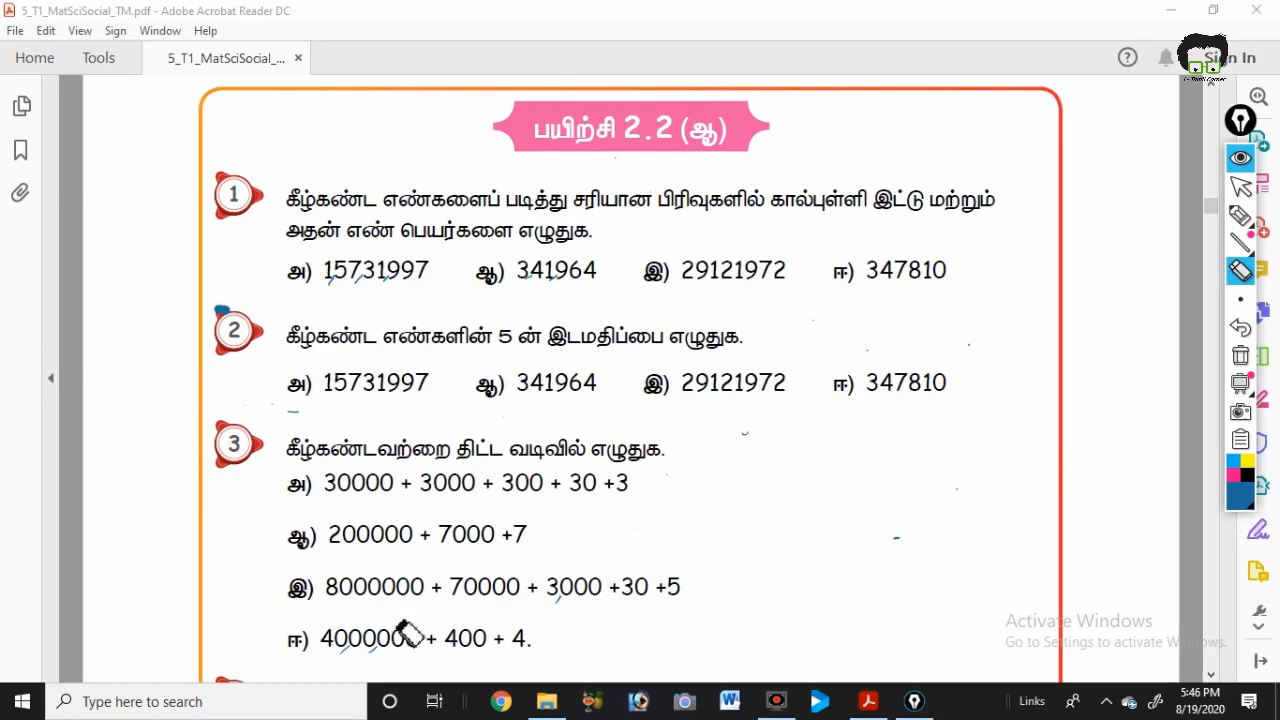 5_T1_MatSciSocial_TM.pdf - Adobe Acrobat Reader DC
File Edit View Sign Window Help
Home Tools 5_T1_MatSciSocial_... × Sign In
i-Tamil Corner
பயிற்சி 2.2 (ஆ)
1 கீழ்கண்ட எண்களைப் படித்து சரியான பிரிவுகளில் கால்புள்ளி இட்டு மற்றும்
அதன் எண் பெயர்களை எழுதுக.
அ) 15731997 ஆ) 341964 இ) 29121972 ஈ) 347810
2 கீழ்கண்ட எண்களின் 5 ன் இடமதிப்பை எழுதுக.
அ) 15731997 ஆ) 341964 இ) 29121972 ஈ) 347810
3 கீழ்கண்டவற்றை திட்ட வடிவில் எழுதுக.
அ) 30000 + 3000 + 300 + 30 +3
ஆ) 200000 + 7000 +7
இ) 8000000 + 70000 + 3000 +30 +5
ஈ) 400000 + 400 + 4.
Activate Windows
Go to Settings to activate Windows.
Type here to search Links 5:46 PM
8/19/2020